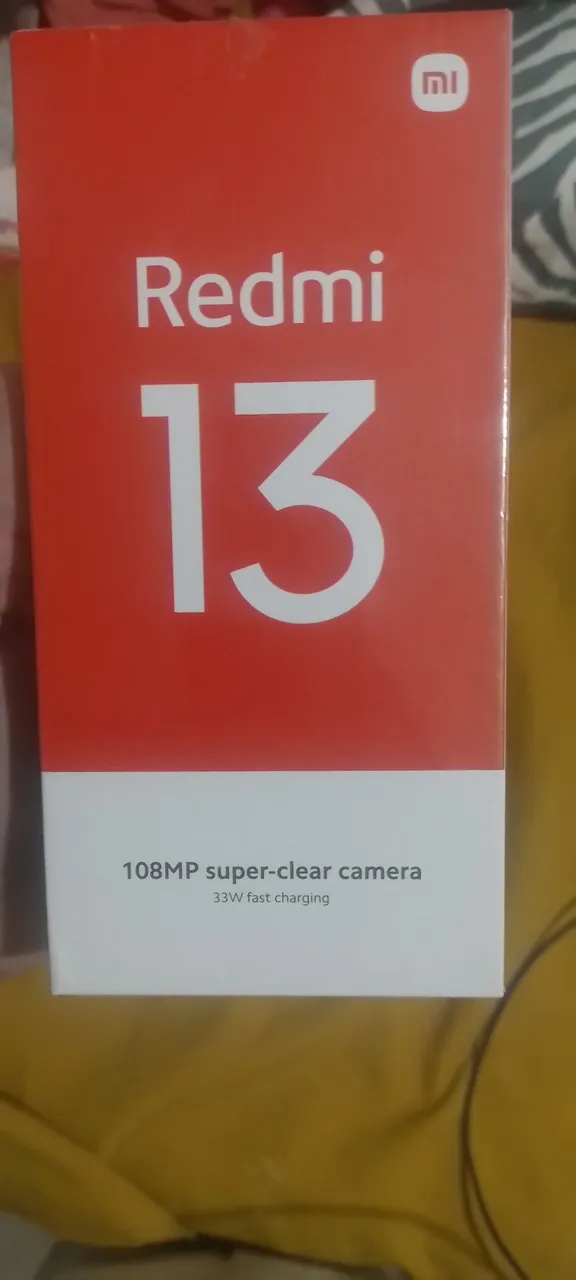 mi
Redmi
13
108MP super-clear camera
33W fast charging